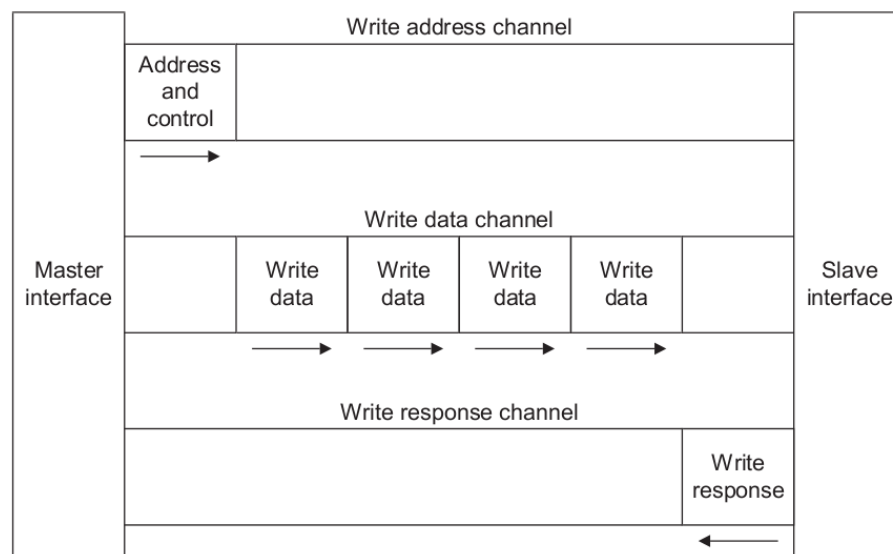 Write address channel
Address
and
control
Write data channel
Master
interface
Write
data
Write
data
Write
data
Write
data
Slave
interface
Write response channel
Write
response